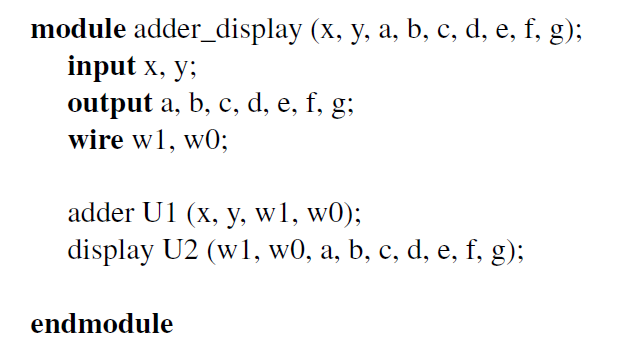 module adder_display (x, y, a, b, c, d, e, f, g);
input x, y;
output a, b, c, d, e, f, g;
wire w1, w0;
adder U1 (x, y, w1, w0);
display U2 (w1, w0, a, b, c, d, e, f, g);
endmodule